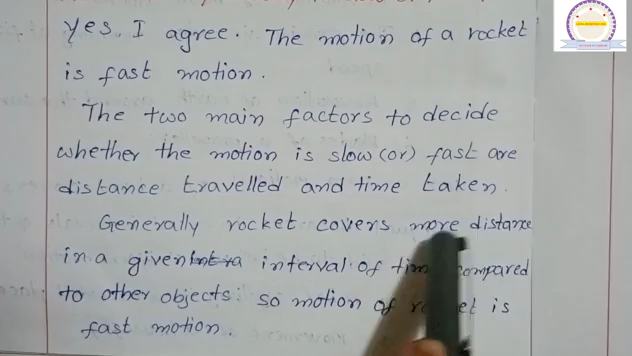 yes, I agree. The motion of a rocket
is fast motion.
The two main factors to decide
whether the motion is slow (or) fast are
distance travelled and time taken.
Generally rocket covers more distance
in a given interval of time compared
to other objects. so motion of rocket is
fast motion.